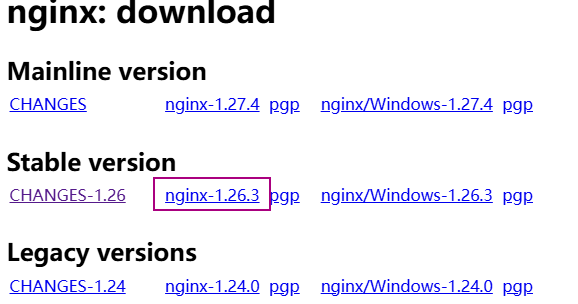 nginx: download
Mainline version
CHANGES nginx-1.27.4 pgp nginx/Windows-1.27.4 pgp
Stable version
CHANGES-1.26 nginx-1.26.3 pgp nginx/Windows-1.26.3 pgp
Legacy versions
CHANGES-1.24 nginx-1.24.0 pgp nginx/Windows-1.24.0 pgp